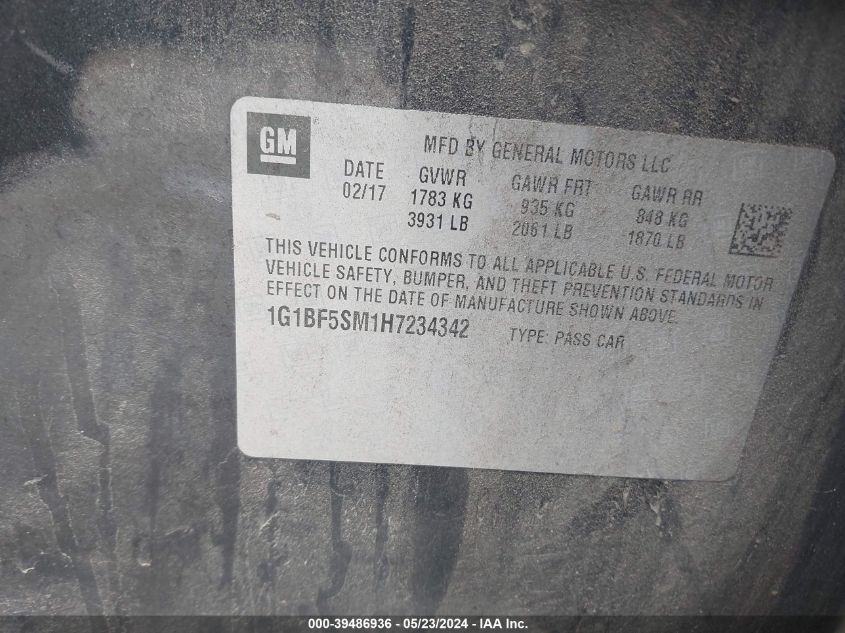 GM
MFD BY GENERAL MOTORS LLC
DATE GVWR GAWR FRT GAWR RR
02/17 1783 KG 935 KG 848 KG
3931 LB 2061 LB 1870 LB
THIS VEHICLE CONFORMS TO ALL APPLICABLE U.S. FEDERAL MOTOR
VEHICLE SAFETY, BUMPER, AND THEFT PREVENTION STANDARDS IN
EFFECT ON THE DATE OF MANUFACTURE SHOWN ABOVE.
1G1BF5SM1H7234342 TYPE: PASS CAR
000-39486936 - 05/23/2024 - IAA Inc.